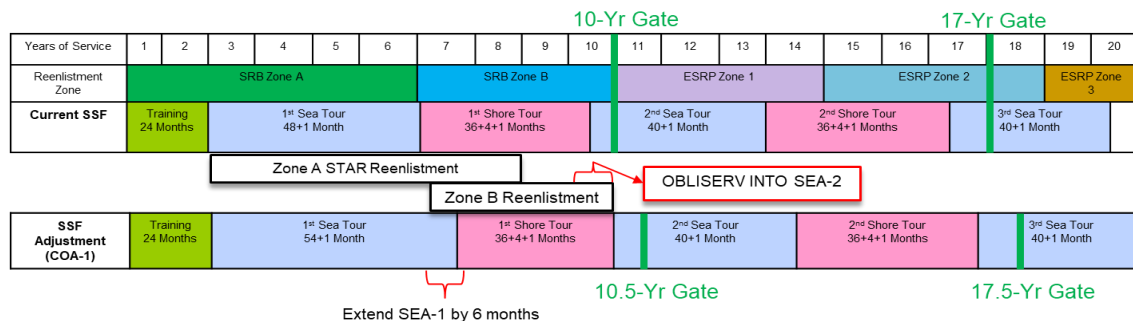 10-Yr Gate
17-Yr Gate
Years of Service 1 2 3 4 5 6 7 8 9 10 11 12 13 14 15 16 17 18 19 20
Reenlistment
Zone
SRB Zone A
SRB Zone B
ESRP Zone 1
ESRP Zone 2
ESRP Zone
3
Current SSF
Training
24 Months
1st Sea Tour
48+1 Month
1st Shore Tour
36+4+1 Months
2nd Sea Tour
40+1 Month
2nd Shore Tour
36+4+1 Months
3rd Sea Tour
40+1 Month
Zone A STAR Reenlistment
Zone B Reenlistment
OBLISERV INTO SEA-2
SSF
Adjustment
(COA-1)
Training
24 Months
1st Sea Tour
54+1 Month
1st Shore Tour
36+4+1 Months
2nd Sea Tour
40+1 Month
2nd Shore Tour
36+4+1 Months
3rd Sea Tour
40+1 Month
10.5-Yr Gate
17.5-Yr Gate
Extend SEA-1 by 6 months